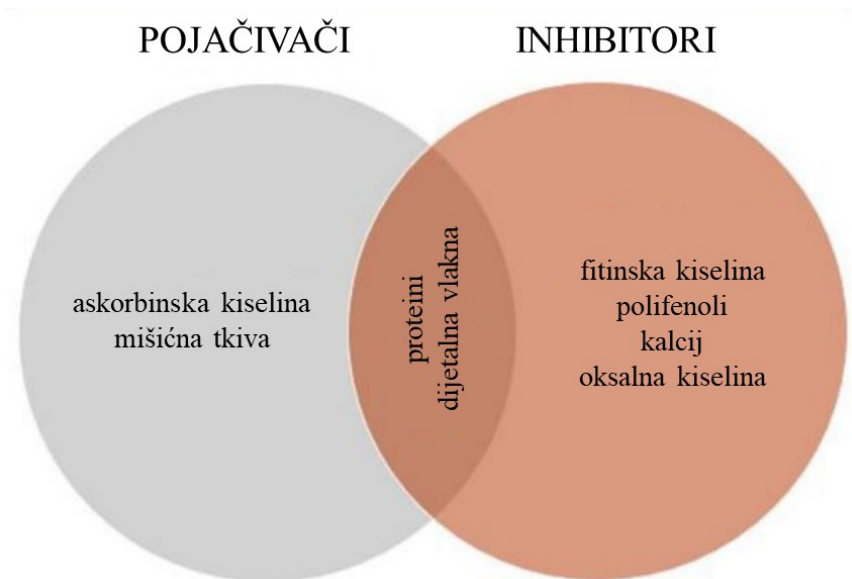 POJAČIVAČI
INHIBITORI
askorbinska kiselina
mišićna tkiva
proteini
dijetalna vlakna
fitinska kiselina
polifenoli
kalcij
oksalna kiselina